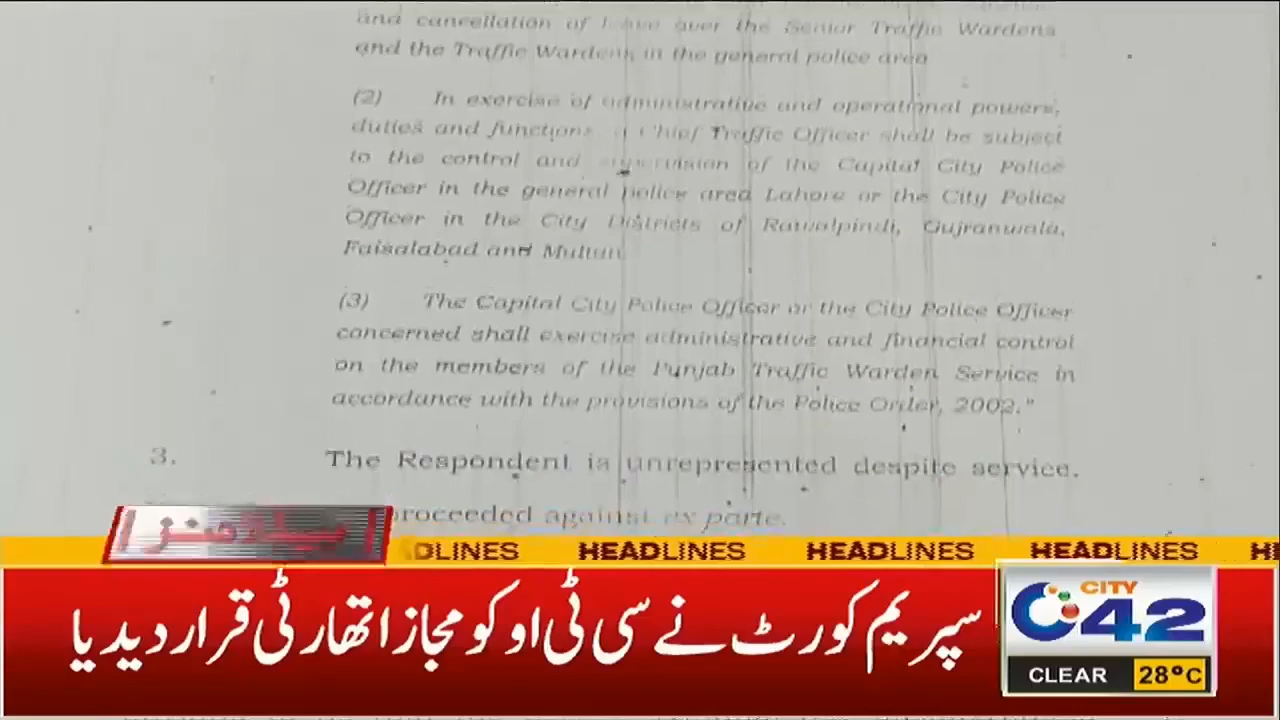 and cancellation of leave over the Senior Traffic Wardens
and the Traffic Wardens in the general police area
(2) In exercise of administrative and operational powers,
duties and functions a Chief Traffic Officer shall be subject
to the control and supervision of the Capital City Police
Officer in the general police area Lahore or the City Police
Officer in the City Districts of Rawalpindi, Gujranwala,
Faisalabad and Multan.
(3) The Capital City Police Officer or the City Police Officer
concerned shall exercise administrative and financial control
on the members of the Punjab Traffic Warden Service in
accordance with the provisions of the Police Order, 2002."
3. The Respondent is unrepresented despite service.
proceeded against ex parte.
ہیڈلائنز
DLINES HEADLINES HEADLINES HEADLINES HE
سپریم کورٹ نے سی ٹی او کو مجاز اتھارٹی قرار دیدیا
CITY
42
CLEAR 28°C